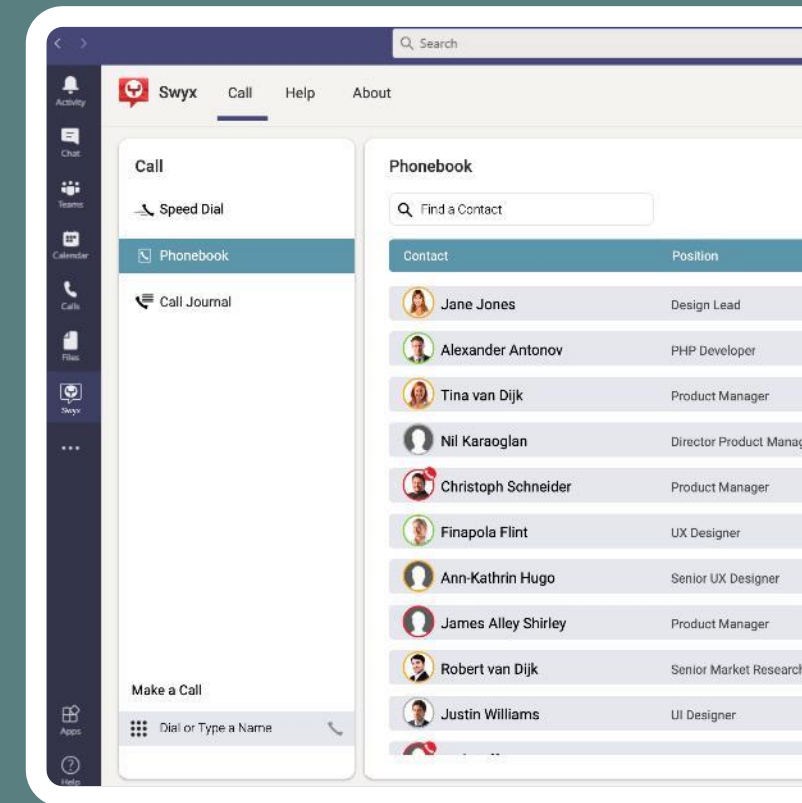 Search
Activity
Chat
Teams
Calendar
Calls
Files
Swyx
Apps
Help
Swyx Call Help About
Call
Speed Dial
Phonebook
Call Journal
Make a Call
Dial or Type a Name
Phonebook
Find a Contact
Contact Position
Jane Jones Design Lead
Alexander Antonov PHP Developer
Tina van Dijk Product Manager
Nil Karaoglan Director Product Manag
Christoph Schneider Product Manager
Finapola Flint UX Designer
Ann-Kathrin Hugo Senior UX Designer
James Alley Shirley Product Manager
Robert van Dijk Senior Market Research
Justin Williams UI Designer